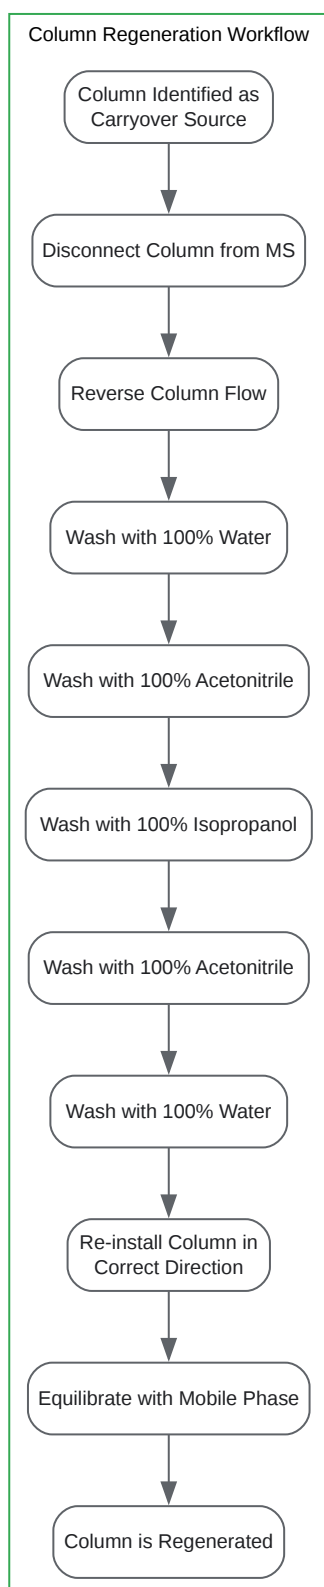 Column Regeneration Workflow
Column Identified as
Carryover Source
Disconnect Column from MS
Reverse Column Flow
Wash with 100% Water
Wash with 100% Acetonitrile
Wash with 100% Isopropanol
Wash with 100% Acetonitrile
Wash with 100% Water
Re-install Column in
Correct Direction
Equilibrate with Mobile Phase
Column is Regenerated